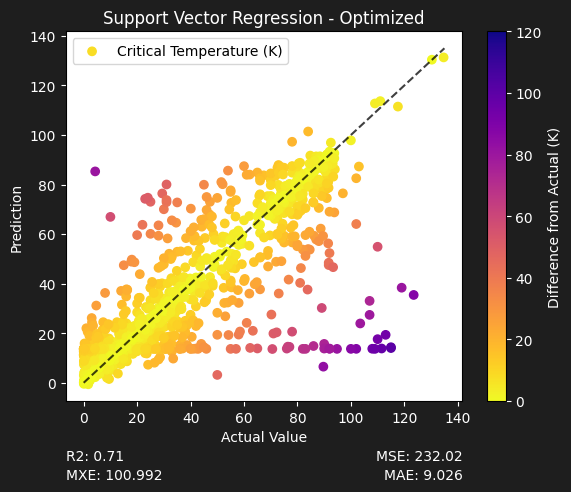 Support Vector Regression - Optimized
Critical Temperature (K)
140
120
100
80
60
40
20
0
Prediction
0 20 40 60 80 100 120 140
Actual Value
120
100
80
60
40
20
0
Difference from Actual (K)
R2: 0.71 MSE: 232.02
MXE: 100.992 MAE: 9.026